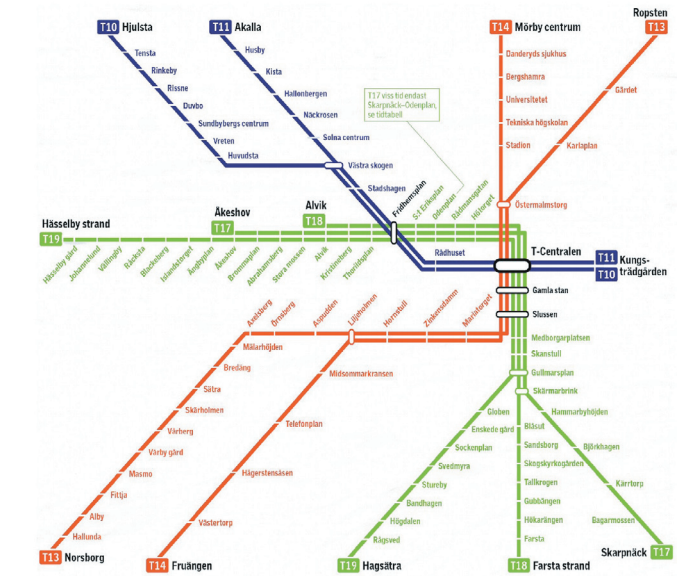 T10 Hjulsta
T11 Akalla
T14 Mörby centrum
Ropsten
T13
Tensta
Rinkeby
Rissne
Duvbo
Sundbybergs centrum
Vreten
Huvudsta
Husby
Kista
Hallonbergen
Näckrosen
Solna centrum
Västra skogen
Stadshagen
T17 viss tid endast
Skarpnäck–Odenplan,
se tidtabell
Danderyds sjukhus
Bergshamra
Universitetet
Tekniska högskolan
Stadion
Gärdet
Karlaplan
Östermalmstorg
Hässelby strand
T19
Åkeshov
T17
Alvik
T18
Fridhemsplan
S:t Eriksplan
Odenplan
Rådmansgatan
Hötorget
Hässelby gård
Johannelund
Vällingby
Råcksta
Blackeberg
Islandstorget
Ängbyplan
Åkeshov
Brommaplan
Abrahamsberg
Stora mossen
Alvik
Kristineberg
Thorildsplan
Rådhuset
T-Centralen
T11 Kungs-
T10 trädgården
Gamla stan
Slussen
Axelsberg
Örnsberg
Aspudden
Liljeholmen
Hornstull
Zinkensdamm
Mariatorget
Medborgarplatsen
Skanstull
Gullmarsplan
Skärmarbrink
Mälarhöjden
Bredäng
Sätra
Skärholmen
Vårberg
Vårby gård
Masmo
Fittja
Alby
Hallunda
T13 Norsborg
Midsommarkransen
Telefonplan
Hägerstensåsen
Västertorp
T14 Fruängen
Globen
Enskede gård
Sockenplan
Svedmyra
Stureby
Bandhagen
Högdalen
Rågsved
T19 Hagsätra
Blåsut
Sandsborg
Skogskyrkogården
Tallkrogen
Gubbängen
Hökarängen
Farsta
T18 Farsta strand
Hammarbyhöjden
Björkhagen
Kärrtorp
Bagarmossen
Skarpnäck T17